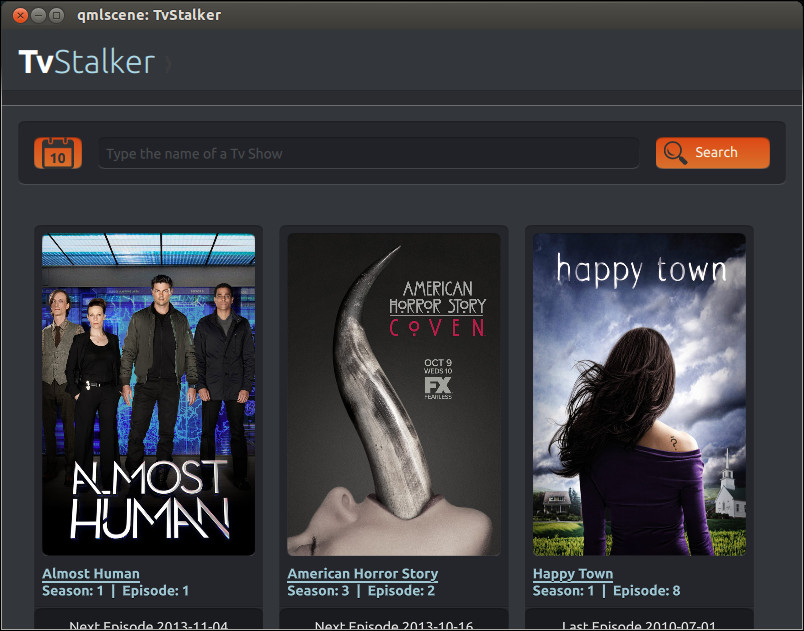 qmlscene: TvStalker
TvStalker
10
Type the name of a Tv Show
Search
ALMOST
HUMAN
AMERICAN
HORROR STORY
COVEN
OCT 9
WEDS 10
FX
FEARLESS
happy town
?
Almost Human
Season: 1 | Episode: 1
American Horror Story
Season: 3 | Episode: 2
Happy Town
Season: 1 | Episode: 8
Next Episode 2013-11-04
Next Episode 2013-10-16
Last Episode 2010-07-01